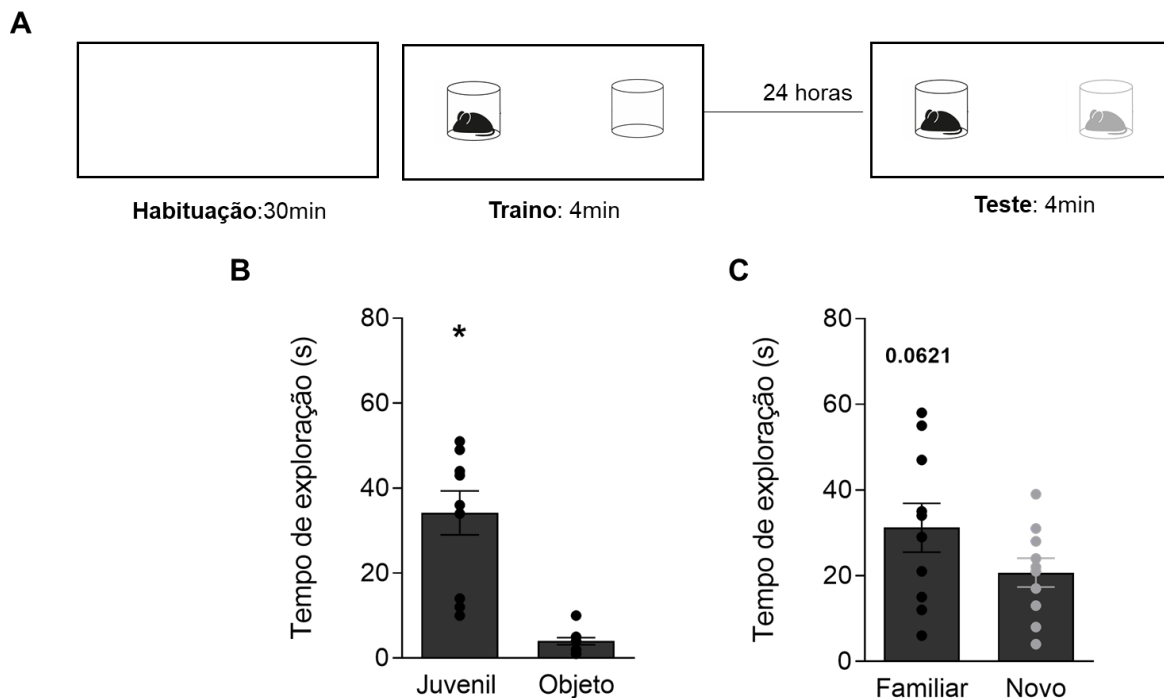 A
24 horas
Habituação:30min
Traino: 4min
Teste: 4min
B
Tempo de exploração (s)
80
60
40
20
0
*
Juvenil
Objeto
C
Tempo de exploração (s)
80
60
40
20
0
0.0621
Familiar
Novo